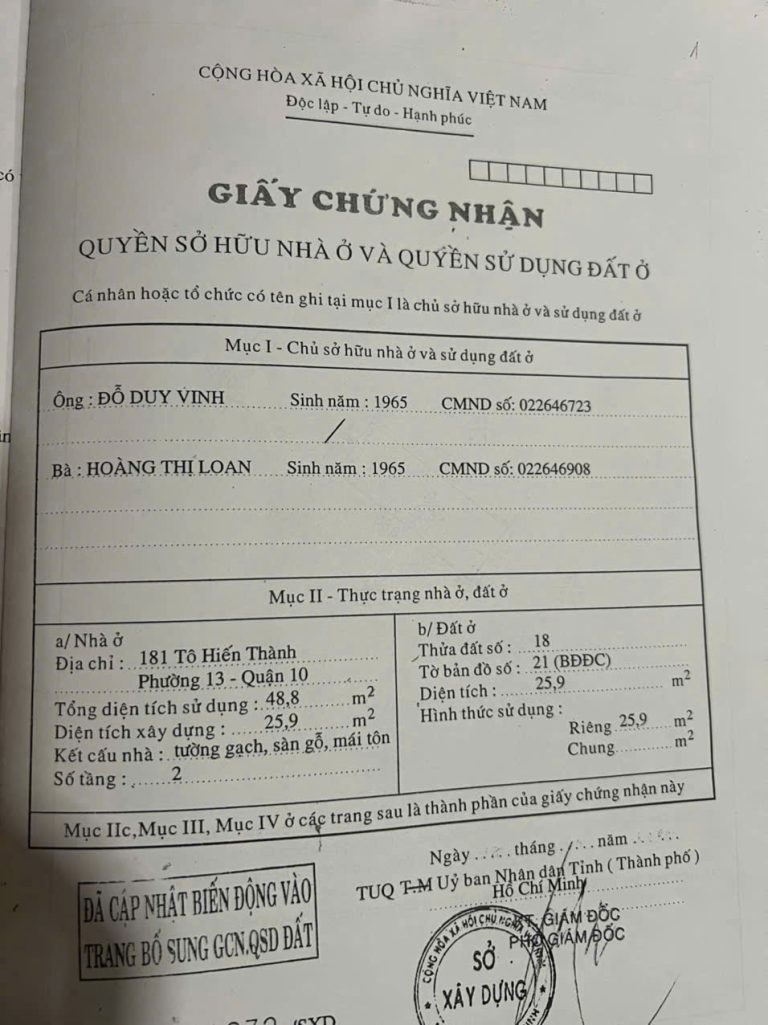 1
CỘNG HÒA XÃ HỘI CHỦ NGHĨA VIỆT NAM
Độc lập - Tự do - Hạnh phúc
GIẤY CHỨNG NHẬN
QUYỀN SỞ HỮU NHÀ Ở VÀ QUYỀN SỬ DỤNG ĐẤT Ở
Cá nhân hoặc tổ chức có tên ghi tại mục I là chủ sở hữu nhà ở và sử dụng đất ở
có
Mục I - Chủ sở hữu nhà ở và sử dụng đất ở
Ông : ĐỖ DUY VINH Sinh năm : 1965 CMND số: 022646723
/
in
Bà : HOÀNG THỊ LOAN Sinh năm : 1965 CMND số: 022646908
Mục II - Thực trạng nhà ở, đất ở
a/ Nhà ở
Địa chỉ : 181 Tô Hiến Thành
Phường 13 - Quận 10
Tổng diện tích sử dụng : 48,8 m2
Diện tích xây dựng : 25,9 m2
Kết cấu nhà : tường gạch, sàn gỗ, mái tôn
Số tầng : 2
b/ Đất ở
Thửa đất số : 18
Tờ bản đồ số : 21 (BĐĐC)
Diện tích : 25,9 m2
Hình thức sử dụng :
Riêng 25,9 m2
Chung m2
Mục IIc,Mục III, Mục IV ở các trang sau là thành phần của giấy chứng nhận này
Ngày tháng năm
TUQ T.M Uỷ ban Nhân dân Tỉnh ( Thành phố )
Hồ Chí Minh
KT. GIÁM ĐỐC
PHÓ GIÁM ĐỐC
ĐÃ CẬP NHẬT BIẾN ĐỘNG VÀO
TRANG BỔ SUNG GCN.QSD ĐẤT
CỘNG HÒA XÃ HỘI CHỦ NGHĨA
SỞ
XÂY DỰNG